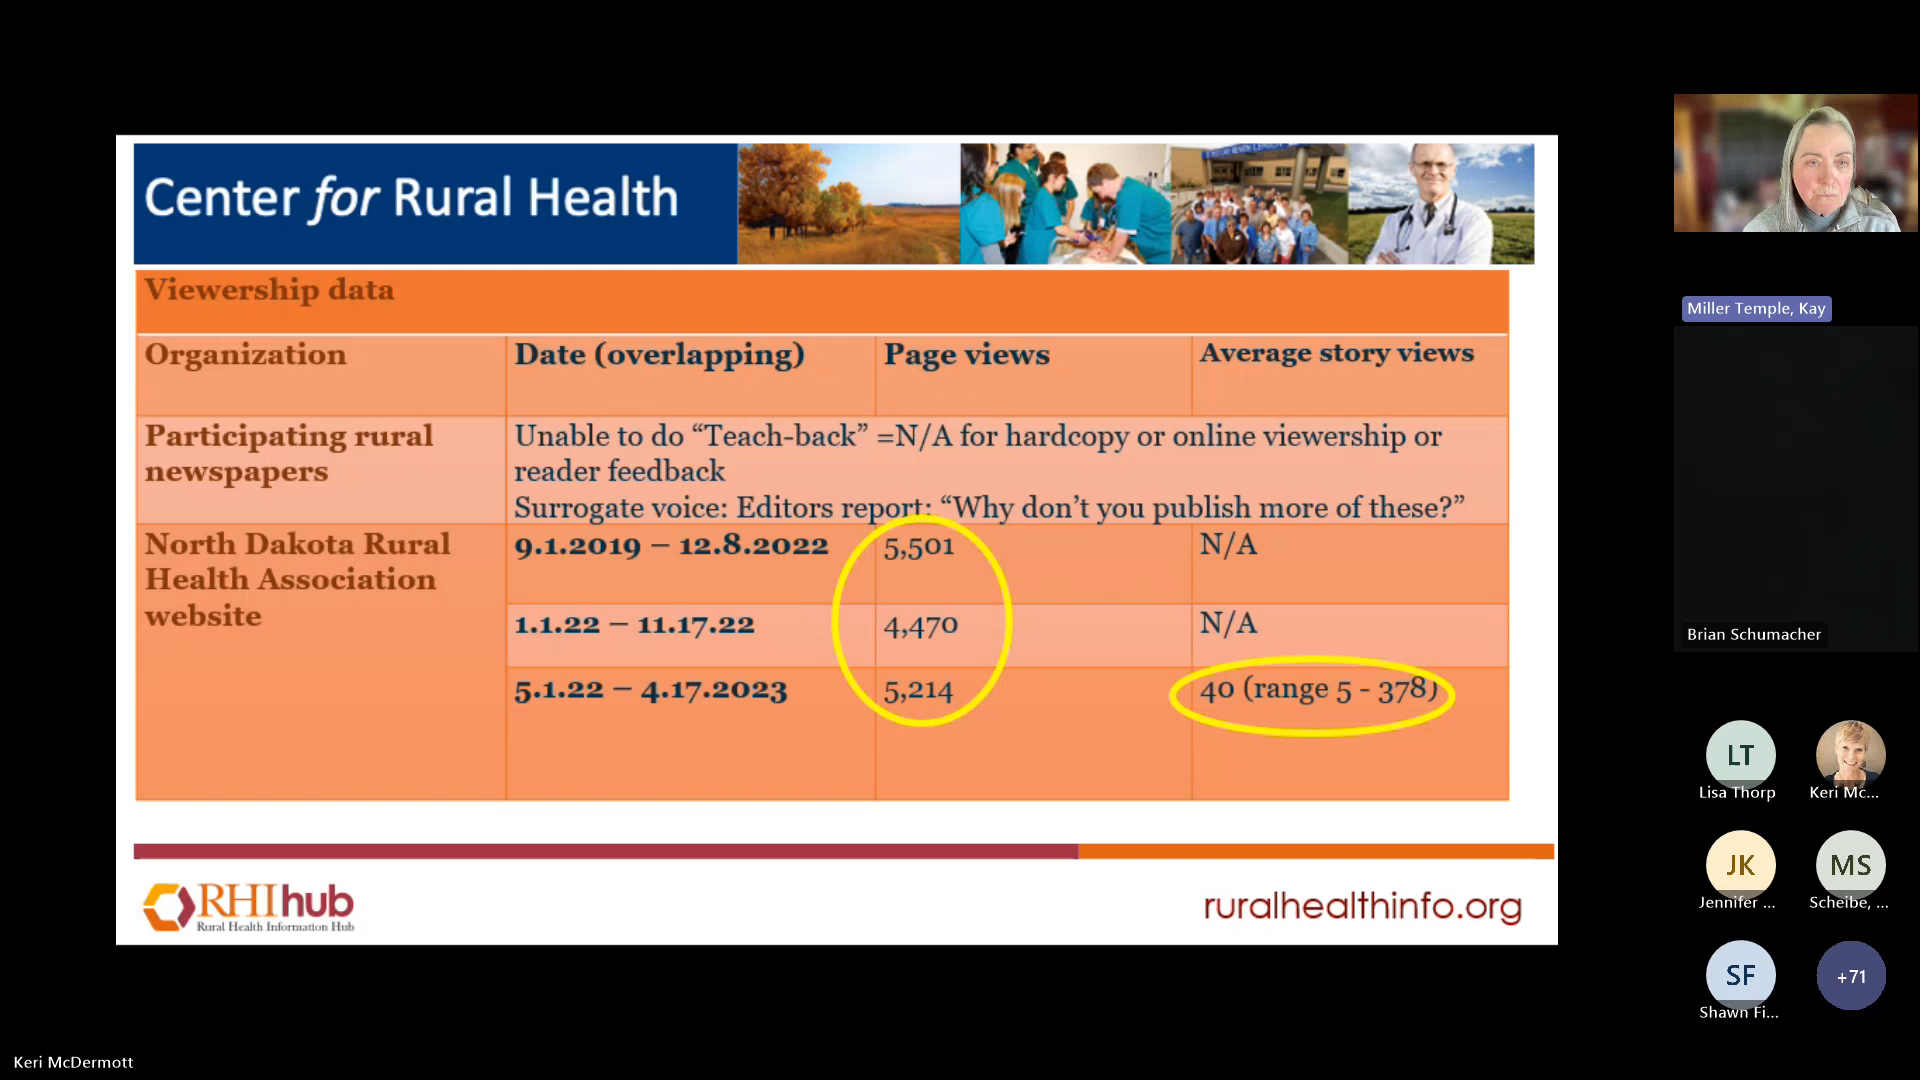 Center for Rural Health
Viewership data
Organization
Date (overlapping)
Page views
Average story views
Participating rural
newspapers
Unable to do “Teach-back” =N/A for hardcopy or online viewership or
reader feedback
Surrogate voice: Editors report: “Why don’t you publish more of these?”
North Dakota Rural
Health Association
website
9.1.2019 – 12.8.2022
5,501
N/A
1.1.22 – 11.17.22
4,470
N/A
5.1.22 – 4.17.2023
5,214
40 (range 5 - 378)
RHIhub
Rural Health Information Hub
ruralhealthinfo.org
Miller Temple, Kay
Brian Schumacher
LT
Lisa Thorp
Keri Mc...
JK
Jennifer ...
MS
Scheibe, ...
SF
Shawn Fi...
+71
Keri McDermott